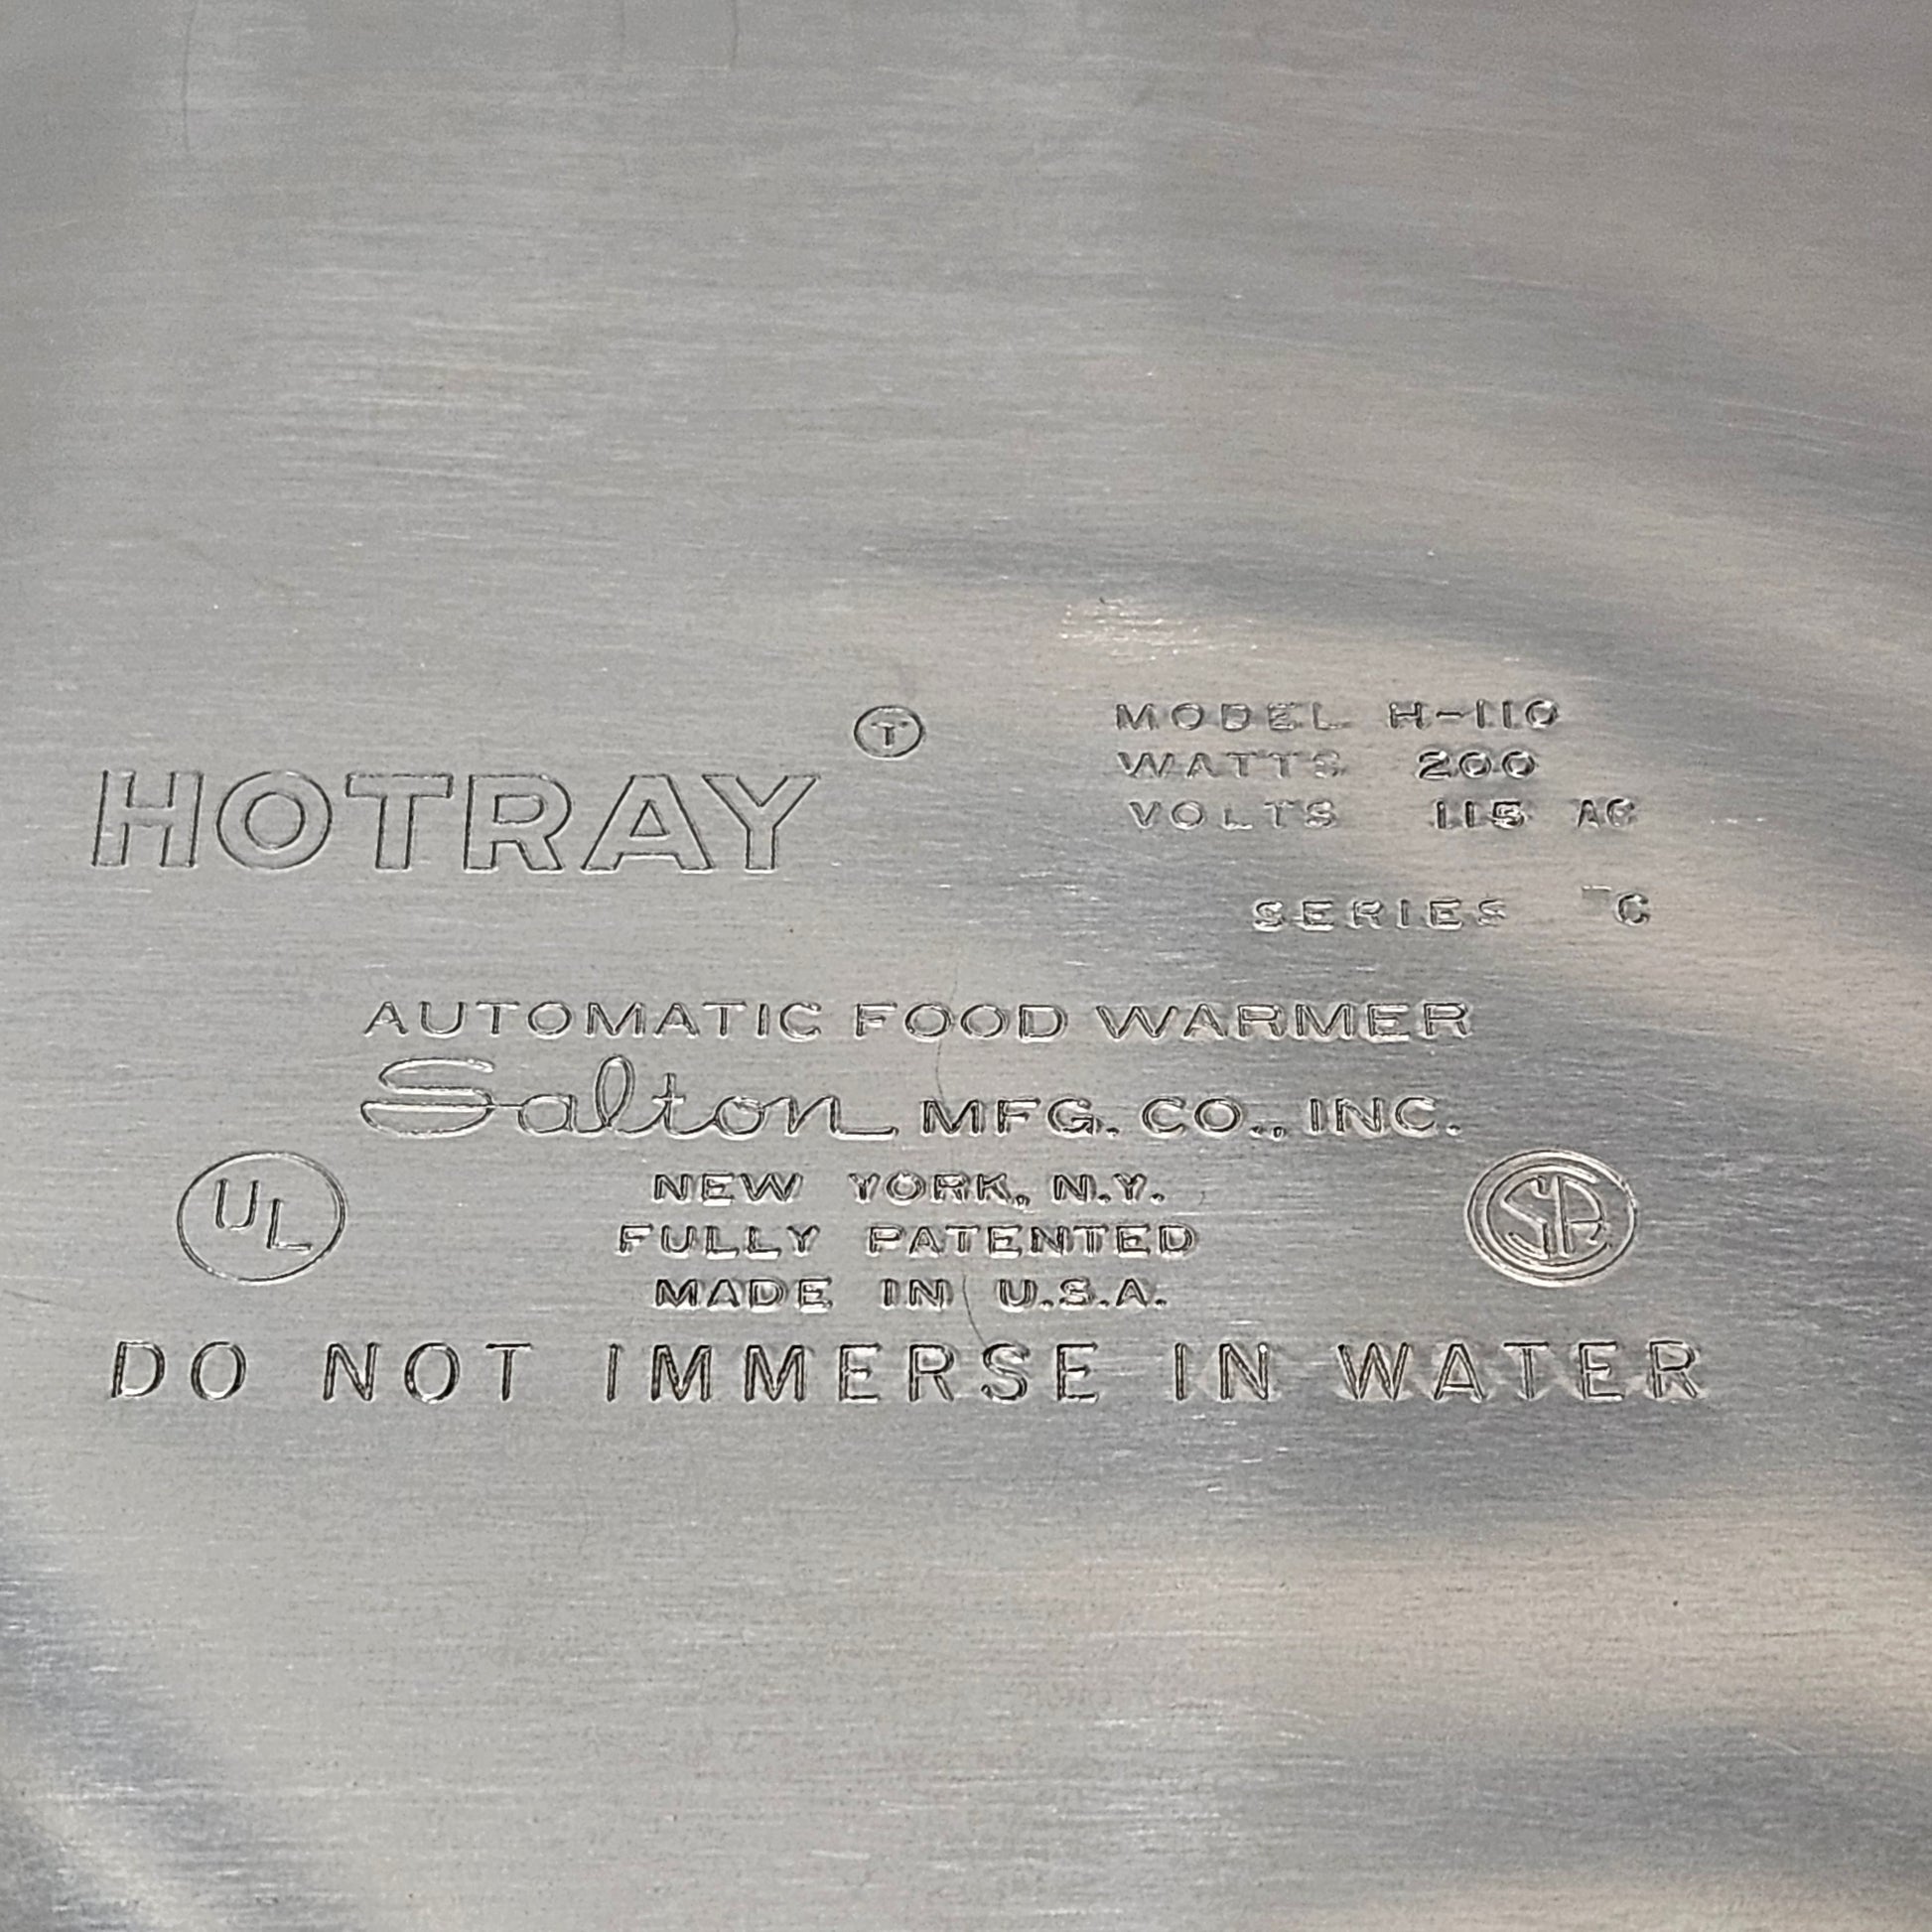 HOTRAY Ⓣ
MODEL H-110
WATTS 200
VOLTS 115 AC
SERIES C
AUTOMATIC FOOD WARMER
Salton MFG. CO., INC.
NEW YORK, N.Y.
FULLY PATENTED
MADE IN U.S.A.
UL
SA
DO NOT IMMERSE IN WATER